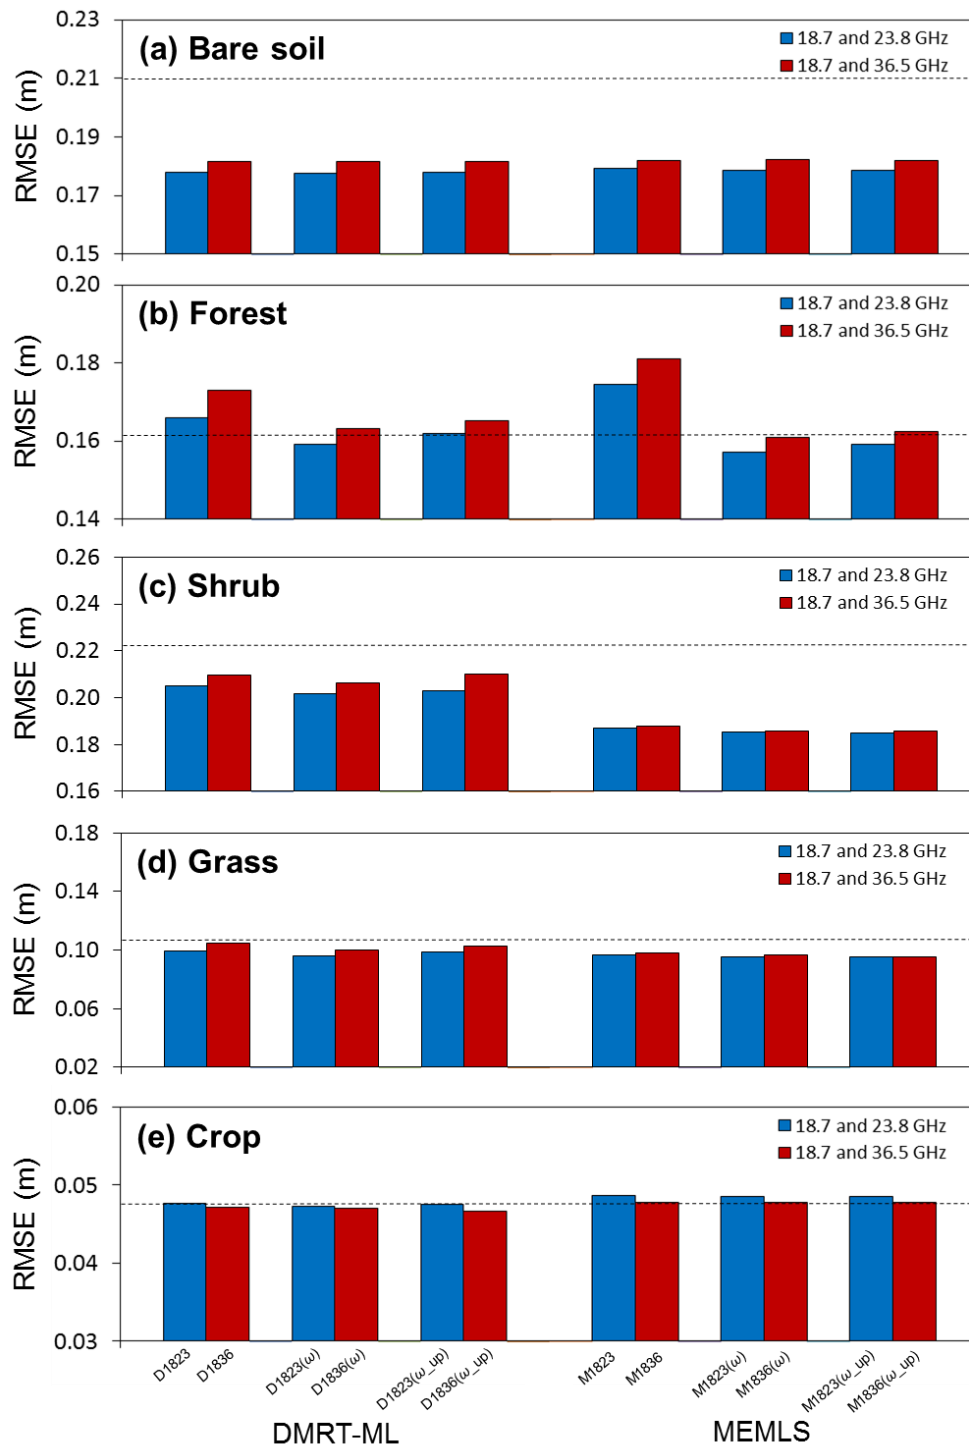 0.23
(a) Bare soil
18.7 and 23.8 GHz
18.7 and 36.5 GHz
0.21
0.19
0.17
0.15
RMSE (m)
0.20
(b) Forest
18.7 and 23.8 GHz
18.7 and 36.5 GHz
0.18
0.16
0.14
RMSE (m)
0.26
(c) Shrub
18.7 and 23.8 GHz
18.7 and 36.5 GHz
0.24
0.22
0.20
0.18
0.16
RMSE (m)
0.18
(d) Grass
18.7 and 23.8 GHz
18.7 and 36.5 GHz
0.14
0.10
0.06
0.02
RMSE (m)
0.06
(e) Crop
18.7 and 23.8 GHz
18.7 and 36.5 GHz
0.05
0.04
0.03
RMSE (m)
D1823
D1836
D1823(ω)
D1836(ω)
D1823(ω_up)
D1836(ω_up)
M1823
M1836
M1823(ω)
M1836(ω)
M1823(ω_up)
M1836(ω_up)
DMRT-ML
MEMLS